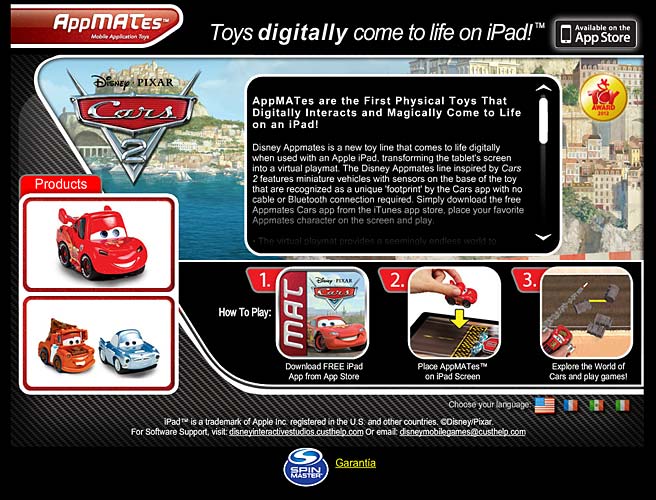 AppMATes™
Mobile Application Toys
Toys digitally come to life on iPad!™
Available on the
App Store
Disney · PIXAR
Cars
2
AppMATes are the First Physical Toys That
Digitally Interacts and Magically Come to Life
on an iPad!
Disney Appmates is a new toy line that comes to life digitally
when used with an Apple iPad, transforming the tablet's screen
into a virtual playmat. The Disney Appmates line inspired by Cars
2 features miniature vehicles with sensors on the base of the toy
that are recognized as a unique 'footprint' by the Cars app with no
cable or Bluetooth connection required. Simply download the free
Appmates Cars app from the iTunes app store, place your favorite
Appmates character on the screen and play.
• The virtual playmat provides a seemingly endless world to
AWARD
2012
Products
How To Play:
1.
MAT
Disney · PIXAR
Cars
Download FREE iPad
App from App Store
2.
Place AppMATes™
on iPad Screen
3.
Explore the World of
Cars and play games!
Choose your language:
iPad™ is a trademark of Apple Inc. registered in the U.S. and other countries. ©Disney/Pixar.
For Software Support, visit: disneyinteractivestudios.custhelp.com Or email: disneymobilegames@custhelp.com
SPIN
MASTER
Garantía